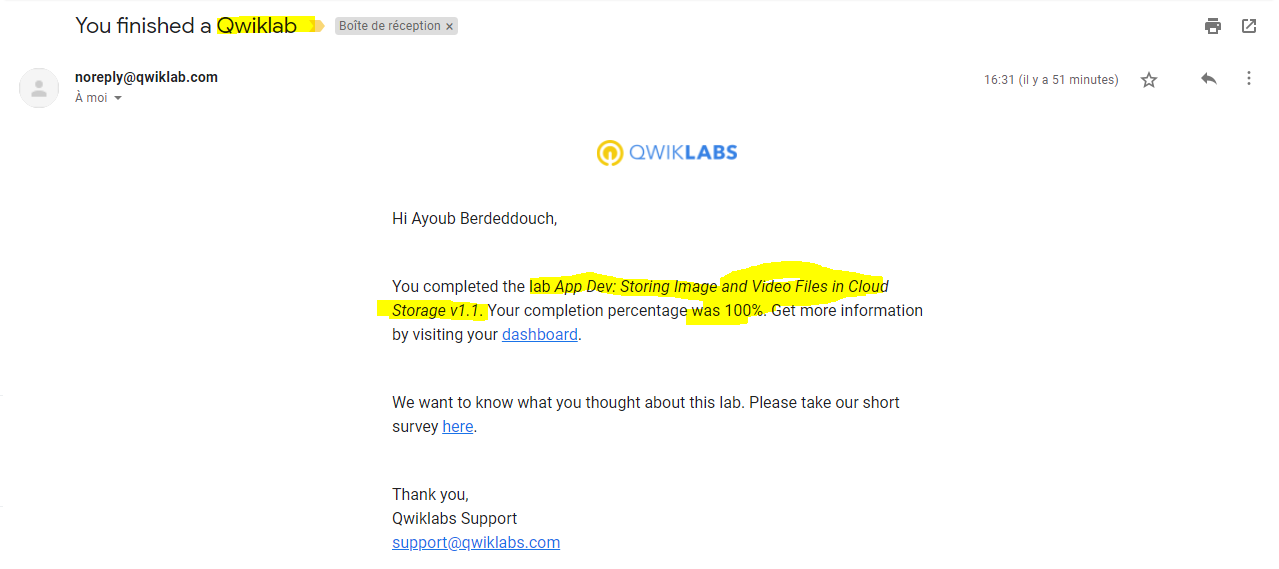 You finished a Qwiklab
Boîte de réception ×
noreply@qwiklab.com
16:31 (il y a 51 minutes)
À moi
QWIKLABS
Hi Ayoub Berdeddouch,
You completed the lab App Dev: Storing Image and Video Files in Cloud
Storage v1.1. Your completion percentage was 100%. Get more information
by visiting your dashboard.
We want to know what you thought about this lab. Please take our short
survey here.
Thank you,
Qwiklabs Support
support@qwiklabs.com